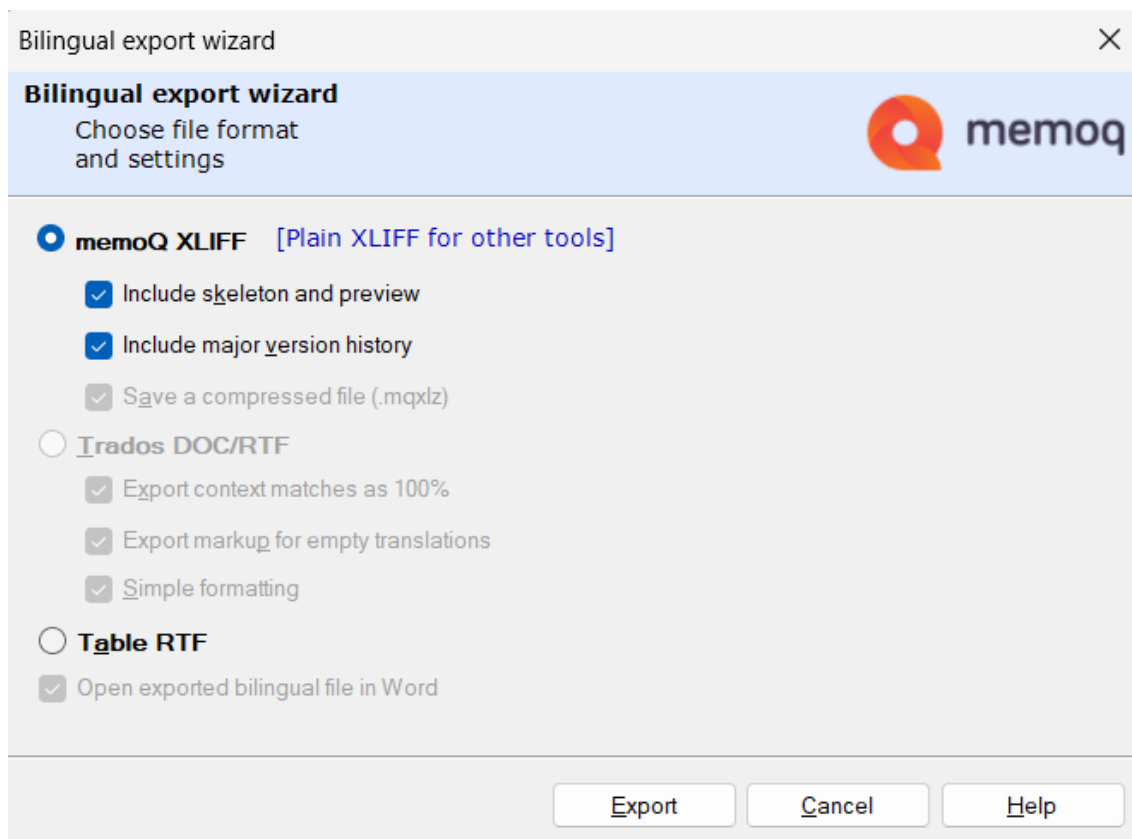 Bilingual export wizard
Bilingual export wizard
Choose file format
and settings
memoq
memoQ XLIFF [Plain XLIFF for other tools]
Include skeleton and preview
Include major version history
Save a compressed file (.mqxlz)
Trados DOC/RTF
Export context matches as 100%
Export markup for empty translations
Simple formatting
Table RTF
Open exported bilingual file in Word
Export Cancel Help